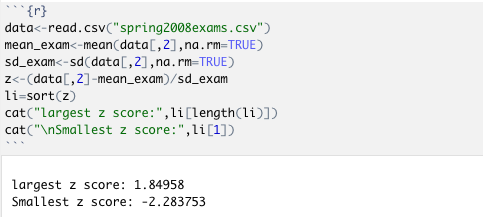 ```{r}
data<-read.csv("spring2008exams.csv")
mean_exam<-mean(data[,2],na.rm=TRUE)
sd_exam<-sd(data[,2],na.rm=TRUE)
z<-(data[,2]-mean_exam)/sd_exam
li=sort(z)
cat("largest z score:",li[length(li)])
cat("\nSmallest z score:",li[1])
```
largest z score: 1.84958
Smallest z score: -2.283753